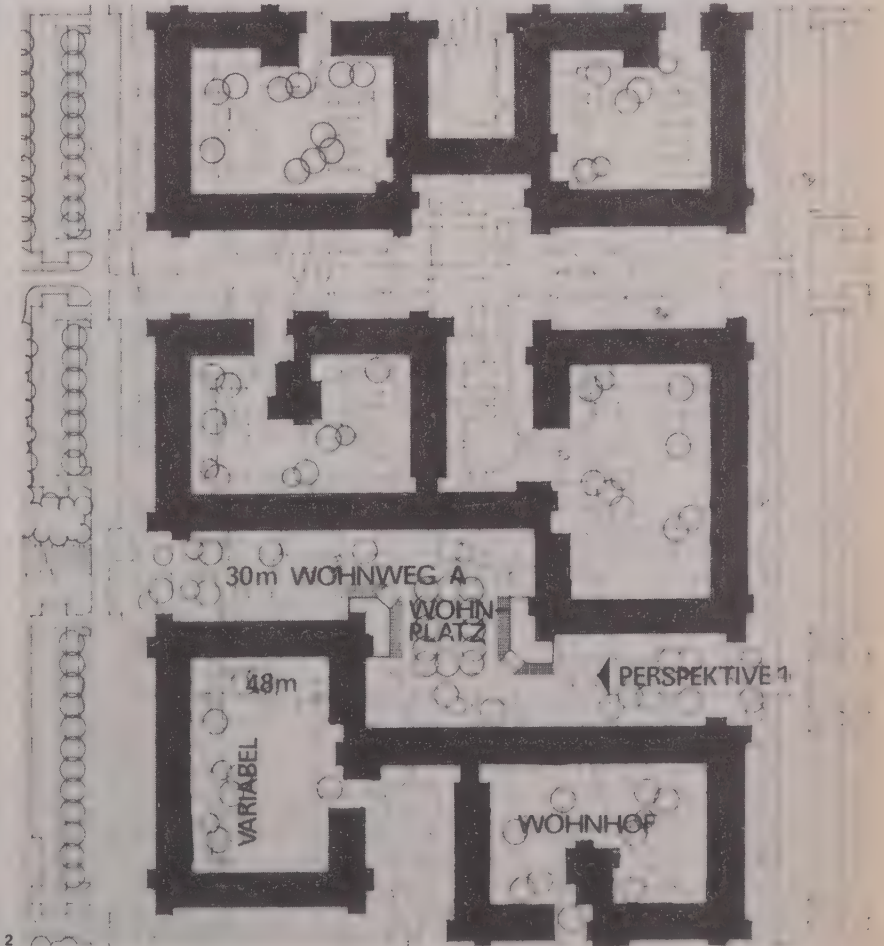 30m WOHNWEG A
WOHN-
PLATZ
PERSPEKTIVE 1
48m
VARIABEL
WOHNHOF
2